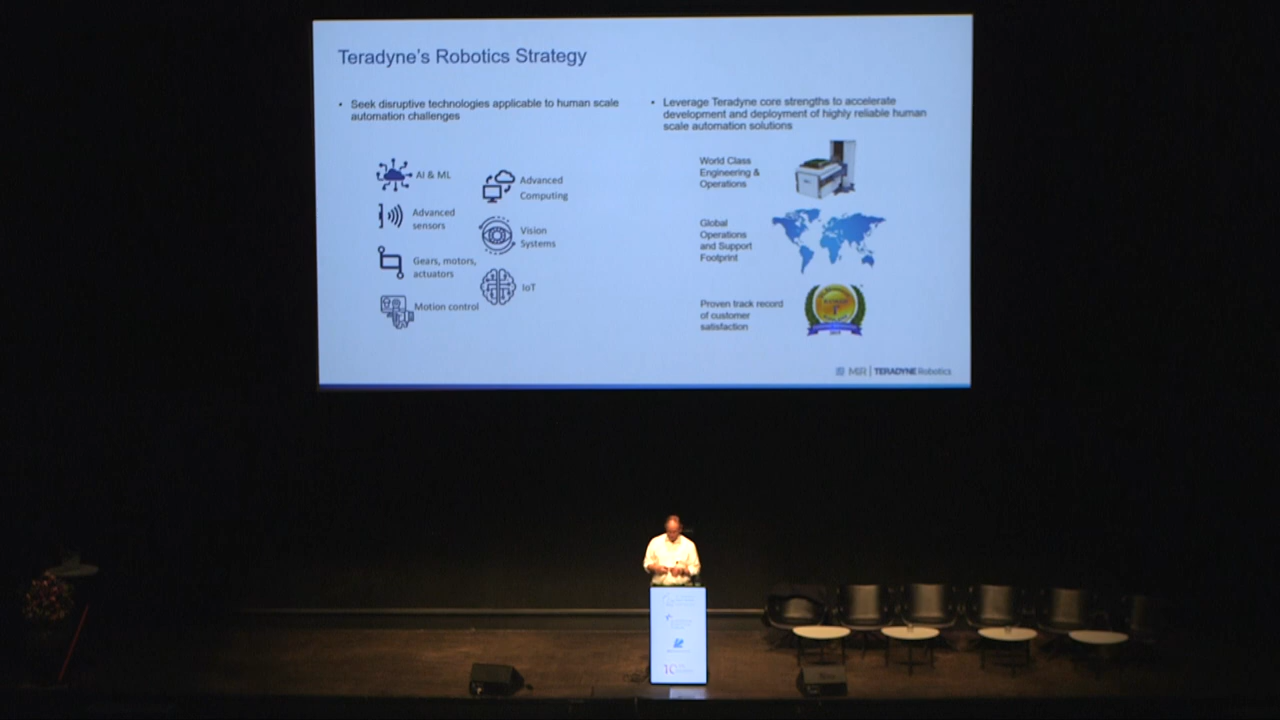 Teradyne's Robotics Strategy
• Seek disruptive technologies applicable to human scale
automation challenges
AI & ML
Advanced
Computing
Advanced
sensors
Vision
Systems
Gears, motors,
actuators
IoT
Motion control
• Leverage Teradyne core strengths to accelerate
development and deployment of highly reliable human
scale automation solutions
World Class
Engineering &
Operations
Global
Operations
and Support
Footprint
Proven track record
of customer
satisfaction
MiR | TERADYNE Robotics
10